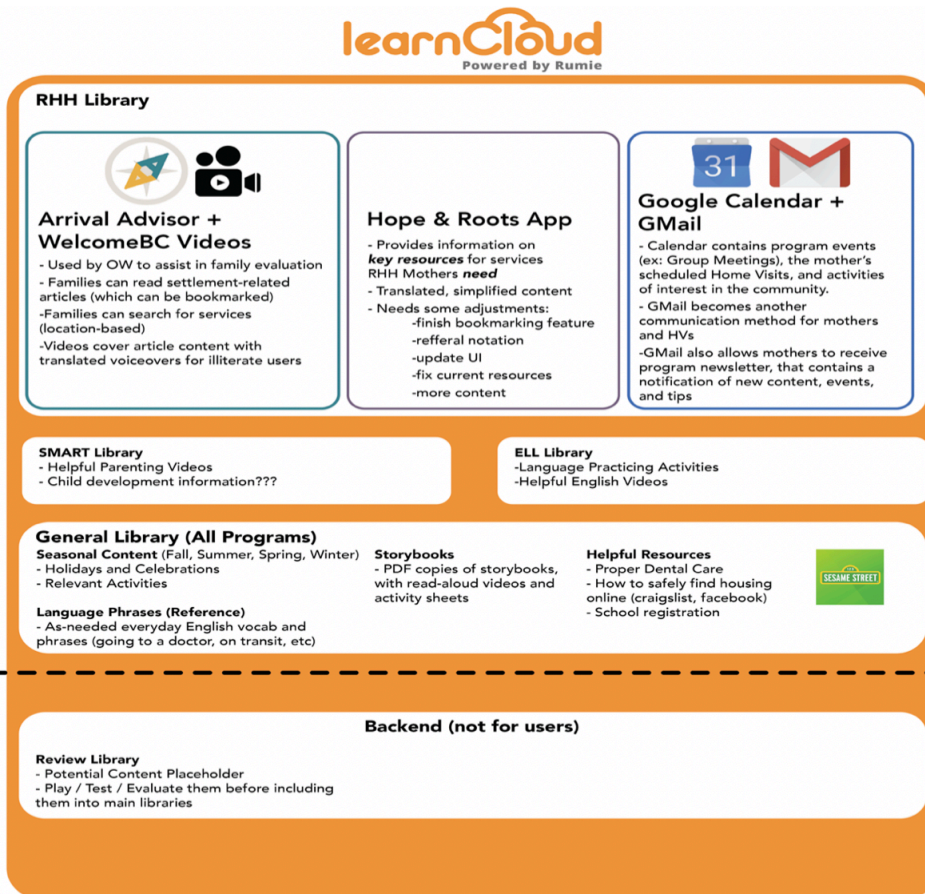 learnCloud
Powered by Rumie
RHH Library
Arrival Advisor +
WelcomeBC Videos
- Used by OW to assist in family evaluation
- Families can read settlement-related
articles (which can be bookmarked)
-Families can search for services
(location-based)
-Videos cover article content with
translated voiceovers for illiterate users
Hope & Roots App
- Provides information on
key resources for services
RHH Mothers need
- Translated, simplified content
- Needs some adjustments:
-finish bookmarking feature
-refferal notation
-update UI
-fix current resources
-more content
31
Google Calendar +
GMail
- Calendar contains program events
(ex: Group Meetings), the mother's
scheduled Home Visits, and activities
of interest in the community.
- GMail becomes another
communication method for mothers
and HVs
-GMail also allows mothers to receive
program newsletter, that contains a
notification of new content, events,
and tips
SMART Library
- Helpful Parenting Videos
- Child development information???
ELL Library
-Language Practicing Activities
-Helpful English Videos
General Library (All Programs)
Seasonal Content (Fall, Summer, Spring, Winter)
- Holidays and Celebrations
- Relevant Activities
Language Phrases (Reference)
- As-needed everyday English vocab and
phrases (going to a doctor, on transit, etc)
Storybooks
- PDF copies of storybooks,
with read-aloud videos and
activity sheets
Helpful Resources
- Proper Dental Care
- How to safely find housing
online (craigslist, facebook)
- School registration
SESAME STREET
Backend (not for users)
Review Library
- Potential Content Placeholder
- Play / Test / Evaluate them before including
them into main libraries